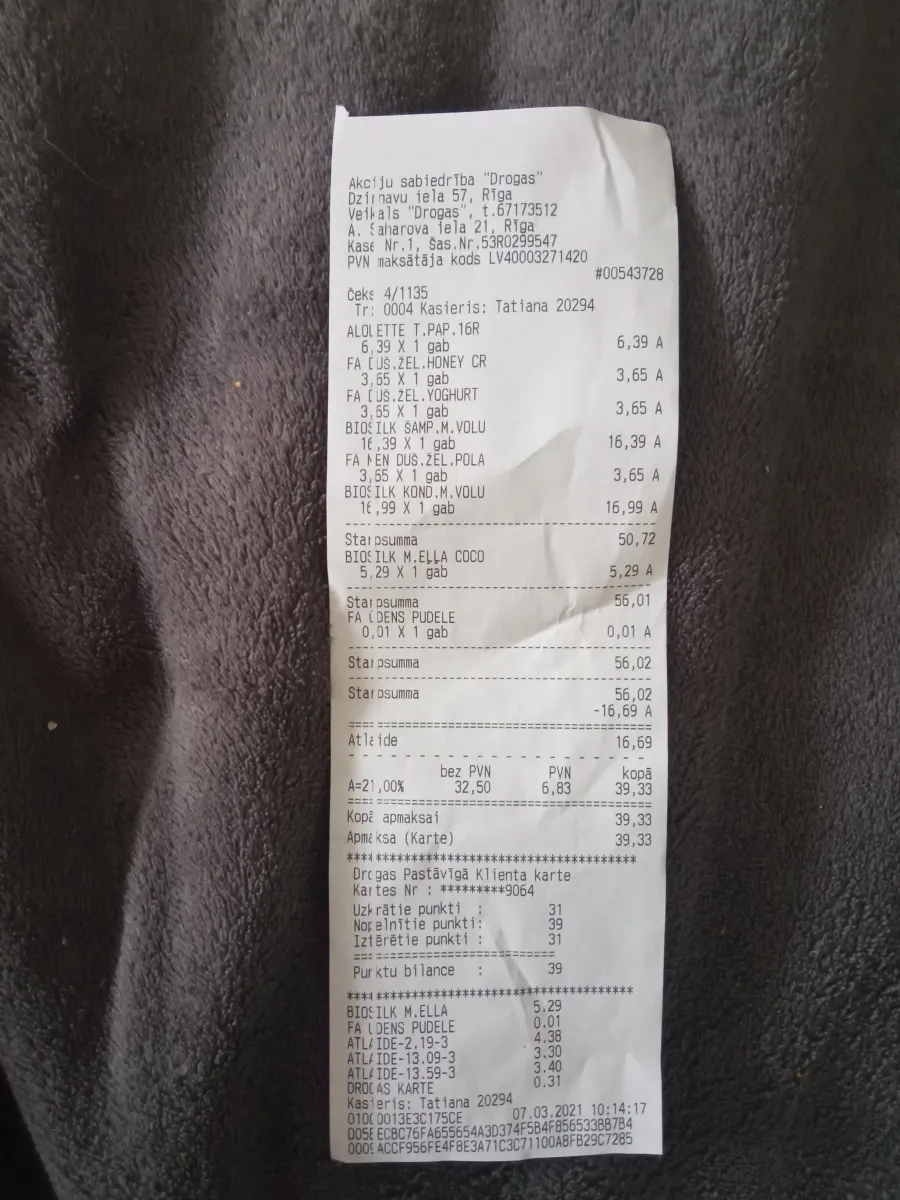 Akciju sabiedrība "Drogas"
Dzirnavu iela 57, Rīga
Veikals "Drogas", t.67173512
A. Saharova iela 21, Rīga
Kase Nr.1, Šas.Nr.53R0299547
PVN maksātāja kods LV40003271420
#00543728
Čeks 4/1135
Tr: 0004 Kasieris: Tatiana 20294
ALOUETTE T.PAP.16R
6,39 X 1 gab 6,39 A
FA DUŠ.ŽEL.HONEY CR
3,65 X 1 gab 3,65 A
FA DUŠ.ŽEL.YOGHURT
3,65 X 1 gab 3,65 A
BIOSILK ŠAMP.M.VOLU
16,39 X 1 gab 16,39 A
FA MEN DUŠ.ŽEL.POLA
3,65 X 1 gab 3,65 A
BIOSILK KOND.M.VOLU
16,99 X 1 gab 16,99 A
Starpsumma 50,72
BIOSILK M.ELLA COCO
5,29 X 1 gab 5,29 A
Starpsumma 56,01
FA ŪDENS PUDELE
0,01 X 1 gab 0,01 A
Starpsumma 56,02
Starpsumma 56,02
-16,69 A
Atlaide 16,69
bez PVN PVN kopā
A=21,00% 32,50 6,83 39,33
Kopā apmaksai 39,33
Apmaksa (Karte) 39,33
****************************************
Drogas Pastāvīgā Klienta karte
Kartes Nr : *********9064
Uzkrātie punkti : 31
Nopelnītie punkti: 39
Iztērētie punkti : 31
Punktu bilance : 39
****************************************
BIOSILK M.ELLA 5.29
FA ŪDENS PUDELE 0.01
ATLAIDE-2.19-3 4.38
ATLAIDE-13.09-3 3.30
ATLAIDE-13.59-3 3.40
DROGAS KARTE 0.31
Kasieris: Tatiana 20294
010C0013E3C175CE 07.03.2021 10:14:17
D05EECBC76FA655654A3D374F5B4F856533BB7B4
0009ACCF956FE4F8E3A71C3C71100A8FB29C7285